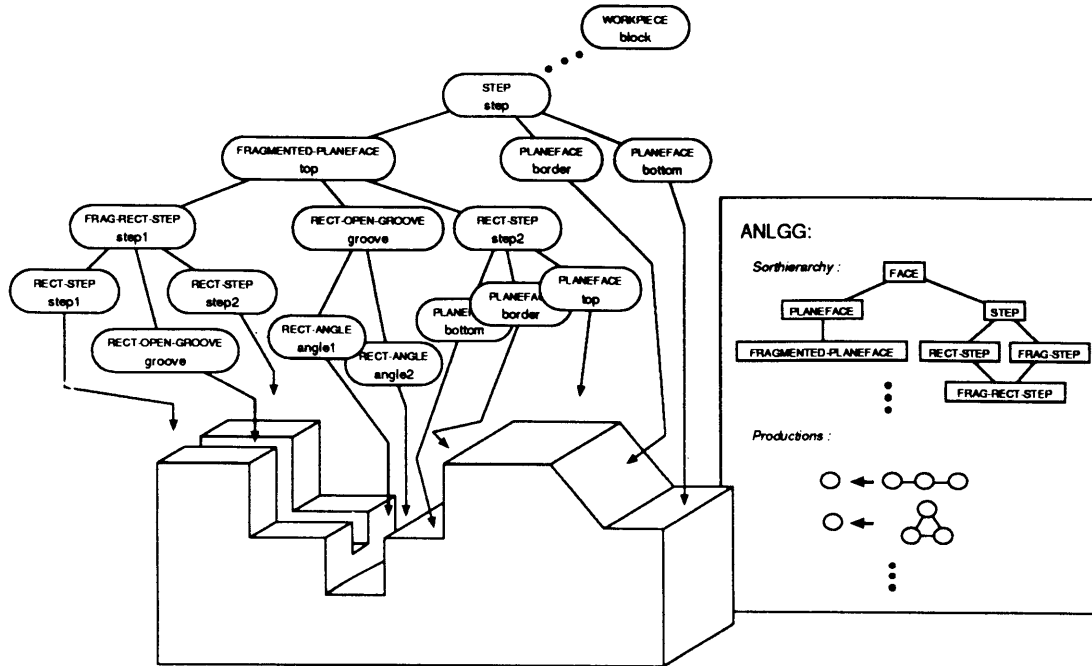 WORKPIECE
block
STEP
step
FRAGMENTED-PLANEFACE
top
PLANEFACE
border
PLANEFACE
bottom
FRAG-RECT-STEP
step1
RECT-OPEN-GROOVE
groove
RECT-STEP
step2
RECT-STEP
step1
RECT-STEP
step2
PLANEFACE
top
PLANEFAC
border
PLANEF
bottom
RECT-OPEN-GROOVE
groove
RECT-ANGLE
angle1
RECT-ANGLE
angle2
ANLGG:
Sorthierarchy :
FACE
PLANEFACE
STEP
FRAGMENTED-PLANEFACE
RECT-STEP
FRAG-STEP
FRAG-RECT-STEP
Productions :